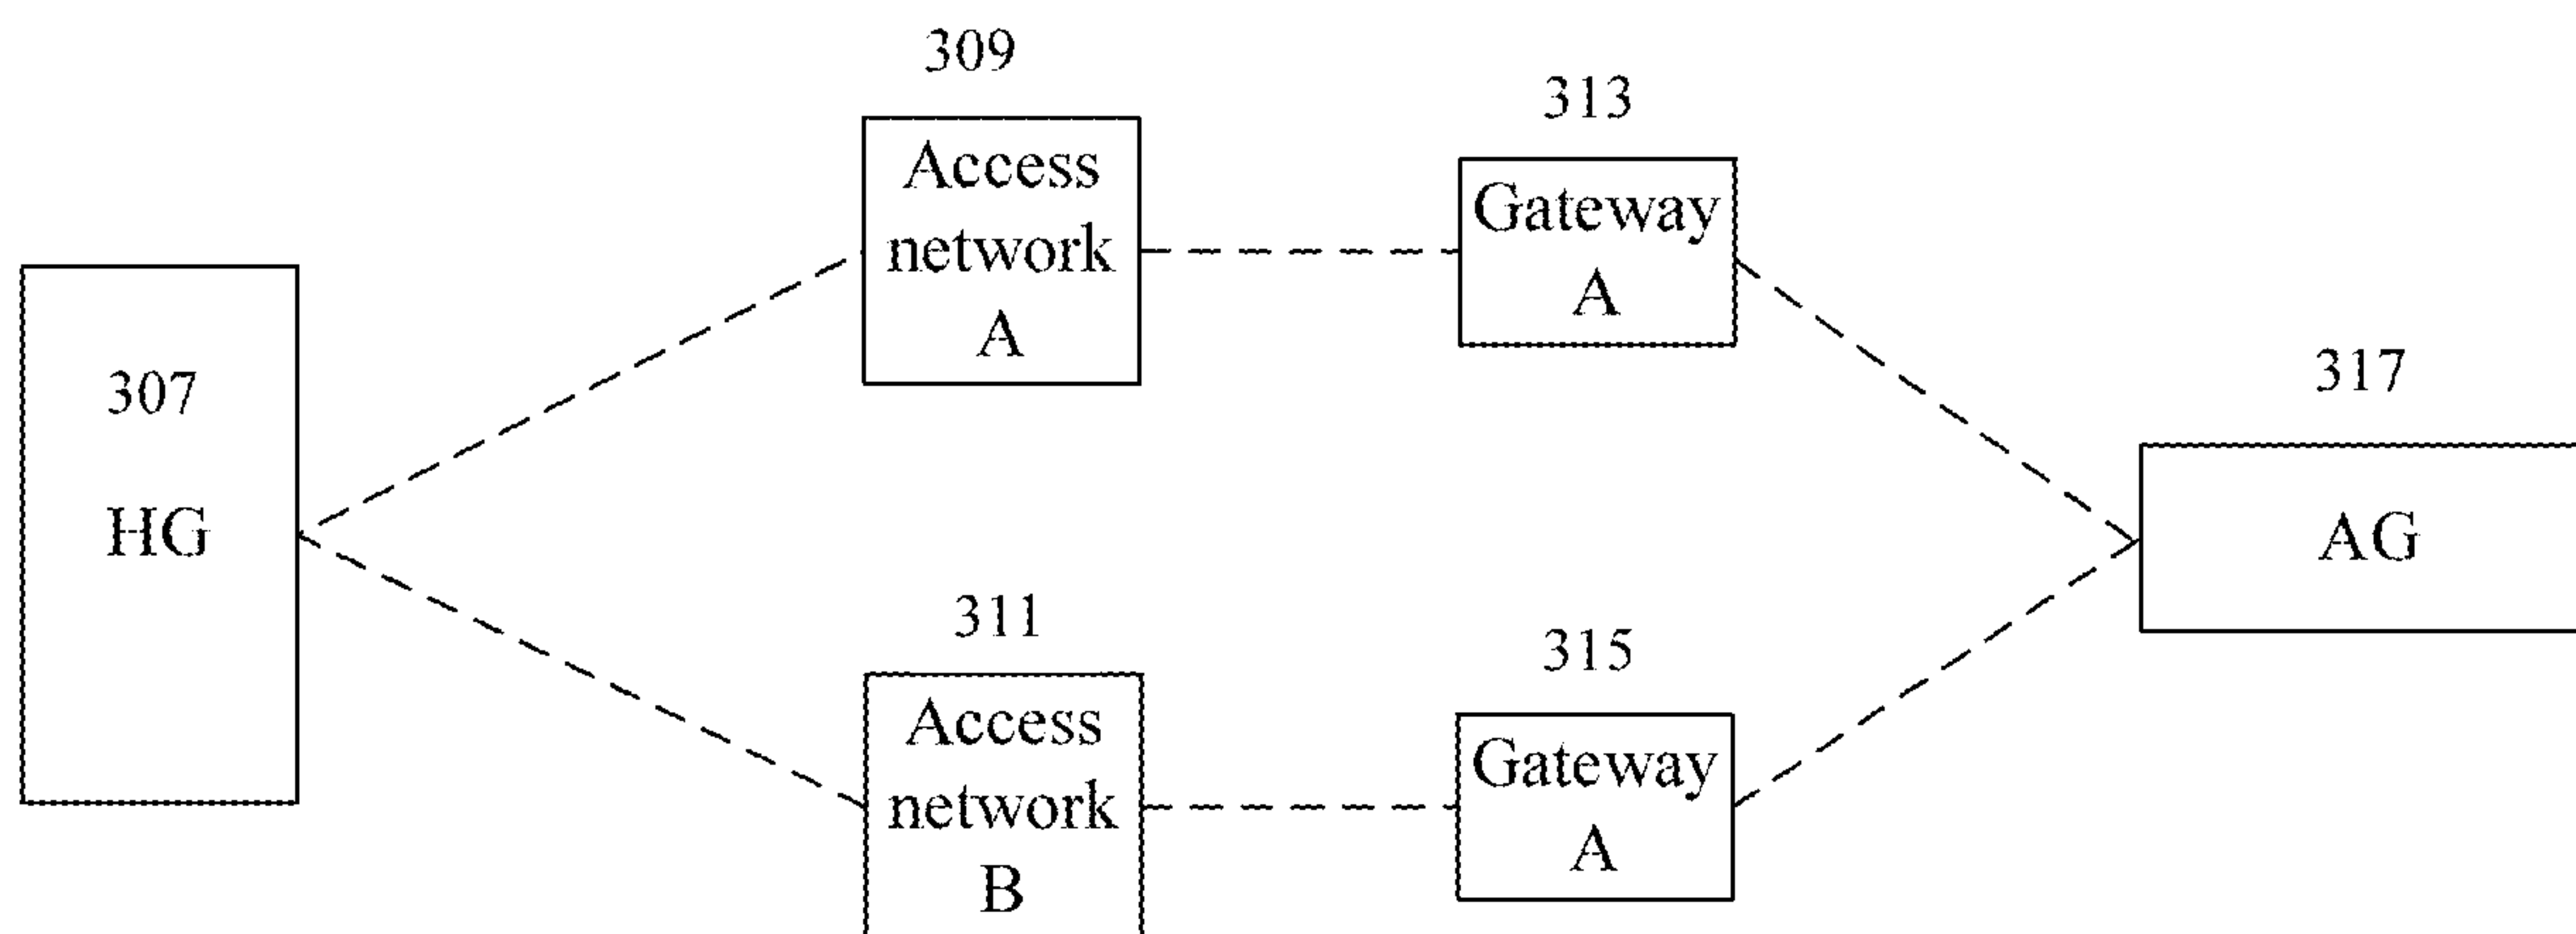 309
Access
network
A
313
Gateway
A
307
HG
317
AG
311
Access
network
B
315
Gateway
A